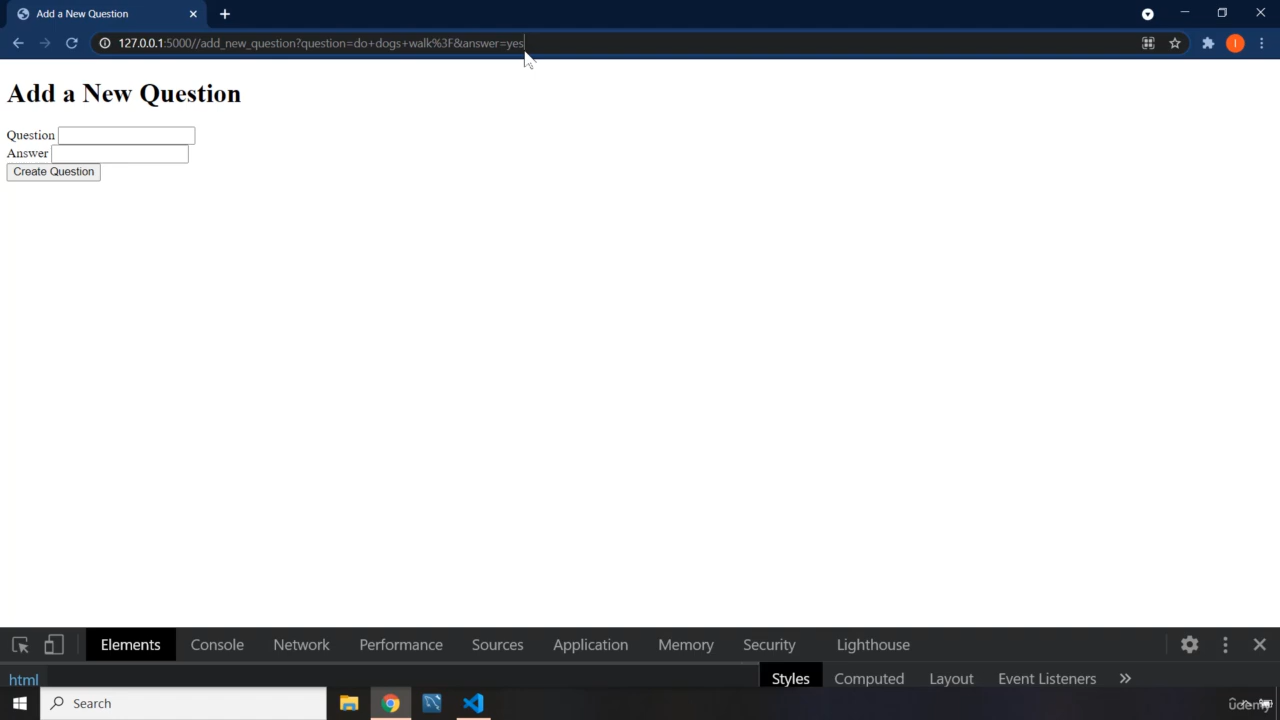 Add a New Question
127.0.0.1:5000//add_new_question?question=do+dogs+walk%3F&answer=yes
I
Add a New Question
Question
Answer
Create Question
Elements Console Network Performance Sources Application Memory Security Lighthouse
html
Styles Computed Layout Event Listeners »
Search
udemy